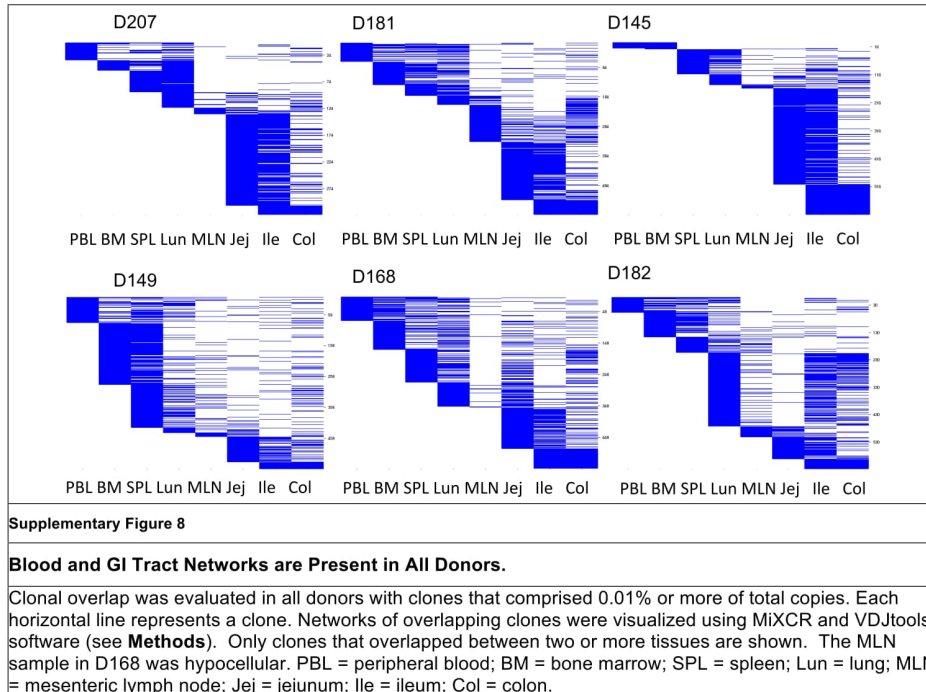 D207 D181 D145
PBL BM SPL Lun MLN Jej Ile Col PBL BM SPL Lun MLN Jej Ile Col PBL BM SPL Lun MLN Jej Ile Col
D149 D168 D182
PBL BM SPL Lun MLN Jej Ile Col PBL BM SPL Lun MLN Jej Ile Col PBL BM SPL Lun MLN Jej Ile Col
Supplementary Figure 8
Blood and GI Tract Networks are Present in All Donors.
Clonal overlap was evaluated in all donors with clones that comprised 0.01% or more of total copies. Each
horizontal line represents a clone. Networks of overlapping clones were visualized using MiXCR and VDJtools
software (see Methods). Only clones that overlapped between two or more tissues are shown. The MLN
sample in D168 was hypocellular. PBL = peripheral blood; BM = bone marrow; SPL = spleen; Lun = lung; MLN
= mesenteric lymph node; Jej = jejunum; Ile = ileum; Col = colon.